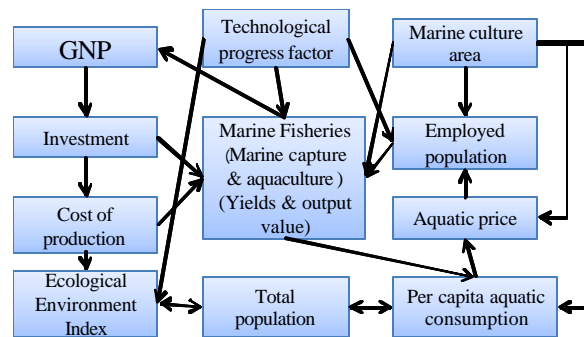 GNP
Technological
progress factor
Marine culture
area
Investment
Marine Fisheries
(Marine capture
& aquaculture)
(Yields & output
value)
Employed
population
Cost of
production
Aquatic price
Ecological
Environment
Index
Total
population
Per capita aquatic
consumption